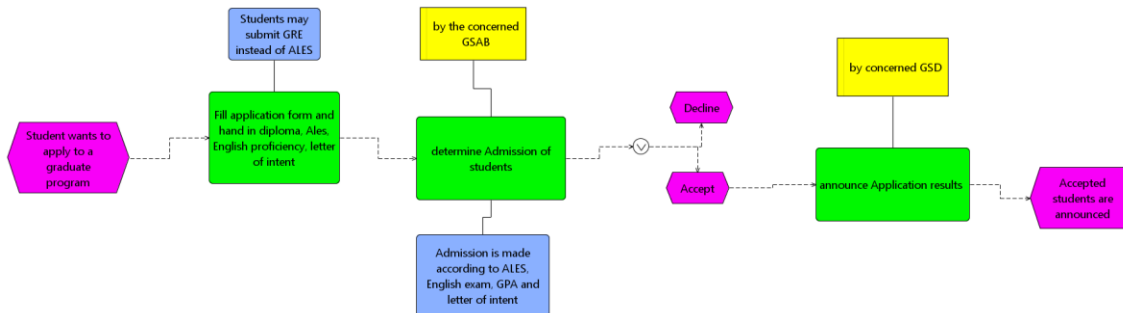 Students may
submit GRE
instead of ALES
by the concerned
GSAB
by concerned GSD
Student wants to
apply to a
graduate
program
Fill application form and
hand in diploma, Ales,
English proficiency, letter
of intent
determine Admission of
students
Decline
Accept
announce Application results
Accepted
students are
announced
Admission is made
according to ALES,
English exam, GPA and
letter of intent